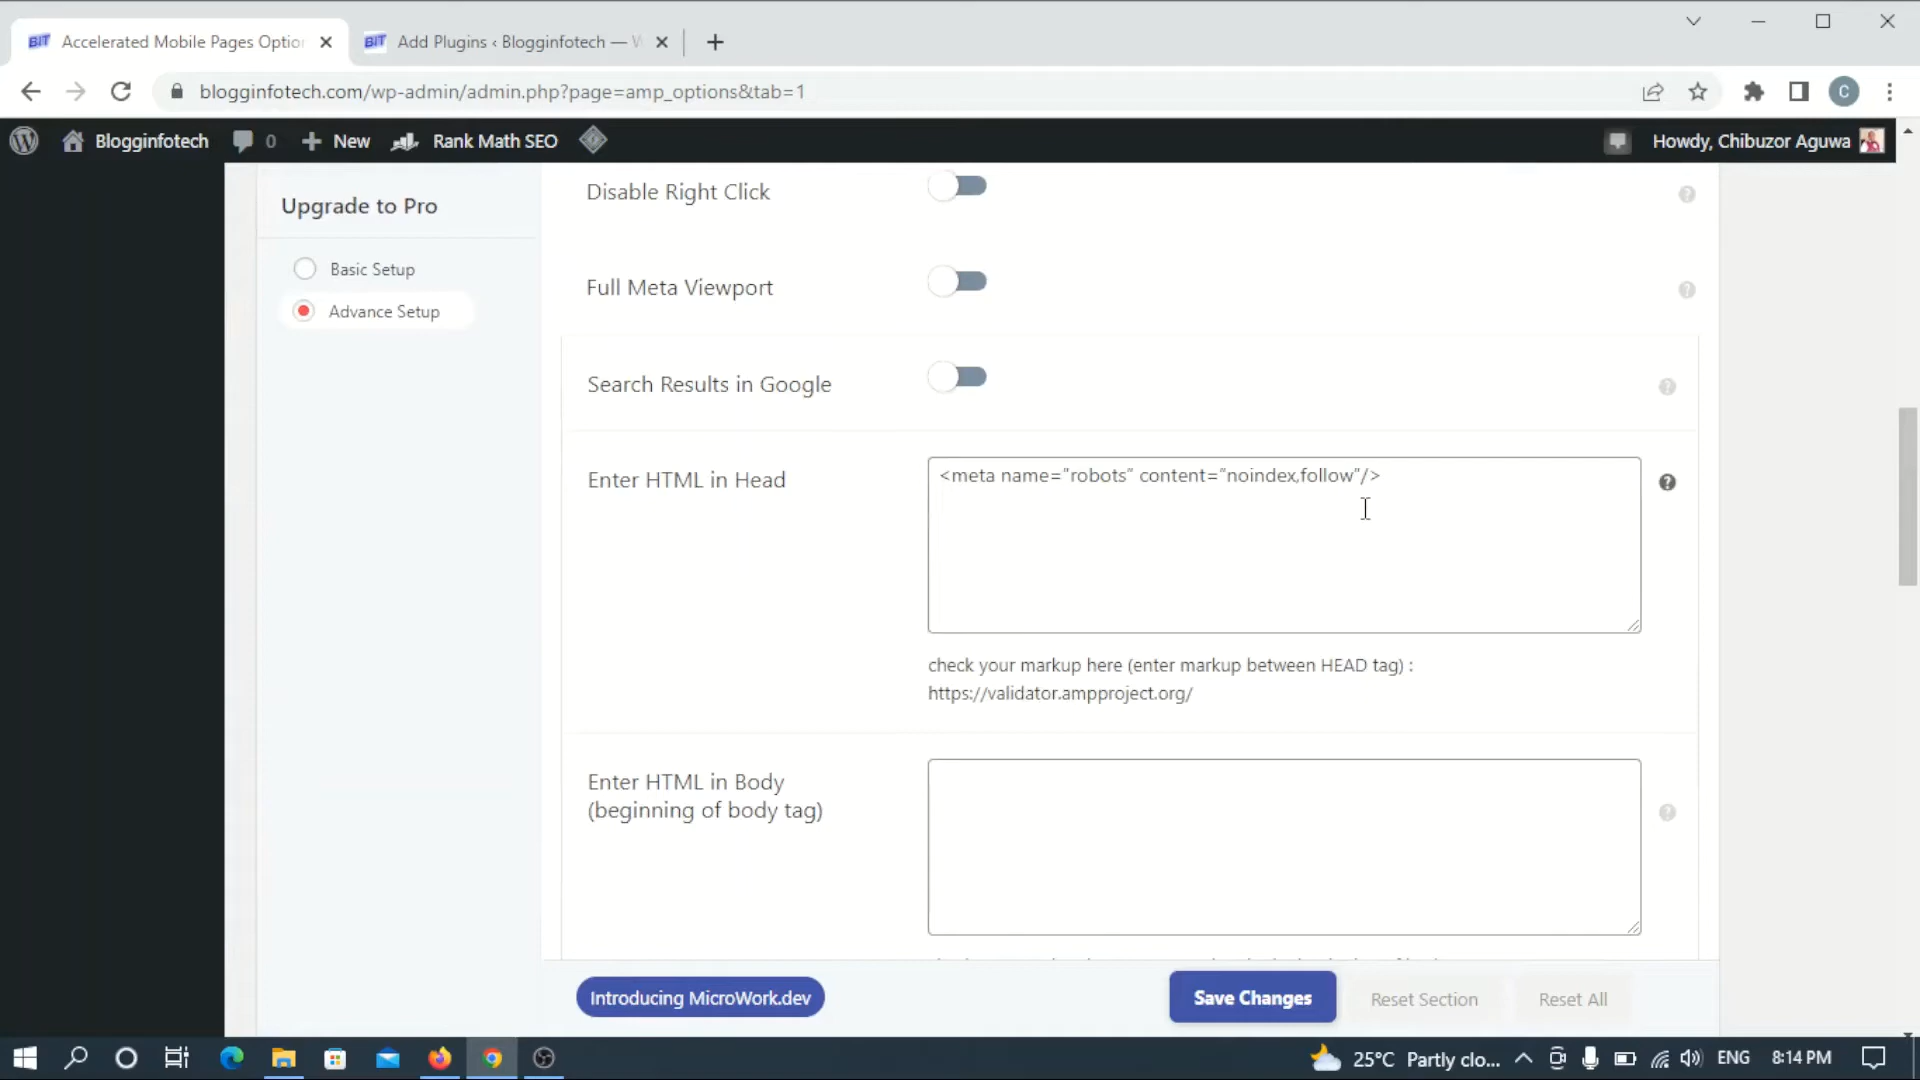 BIT Accelerated Mobile Pages Optio
BIT Add Plugins ‹ Blogginfotech —
blogginfotech.com/wp-admin/admin.php?page=amp_options&tab=1
C
Blogginfotech 0 New Rank Math SEO
Howdy, Chibuzor Aguwa
Upgrade to Pro
Basic Setup
Advance Setup
Disable Right Click
?
Full Meta Viewport
?
Search Results in Google
?
Enter HTML in Head
<meta name=”robots” content=”noindex,follow”/>
?
check your markup here (enter markup between HEAD tag) :
https://validator.ampproject.org/
Enter HTML in Body
(beginning of body tag)
?
Introducing MicroWork.dev
Save Changes
Reset Section
Reset All
25°C Partly clo... ENG 8:14 PM